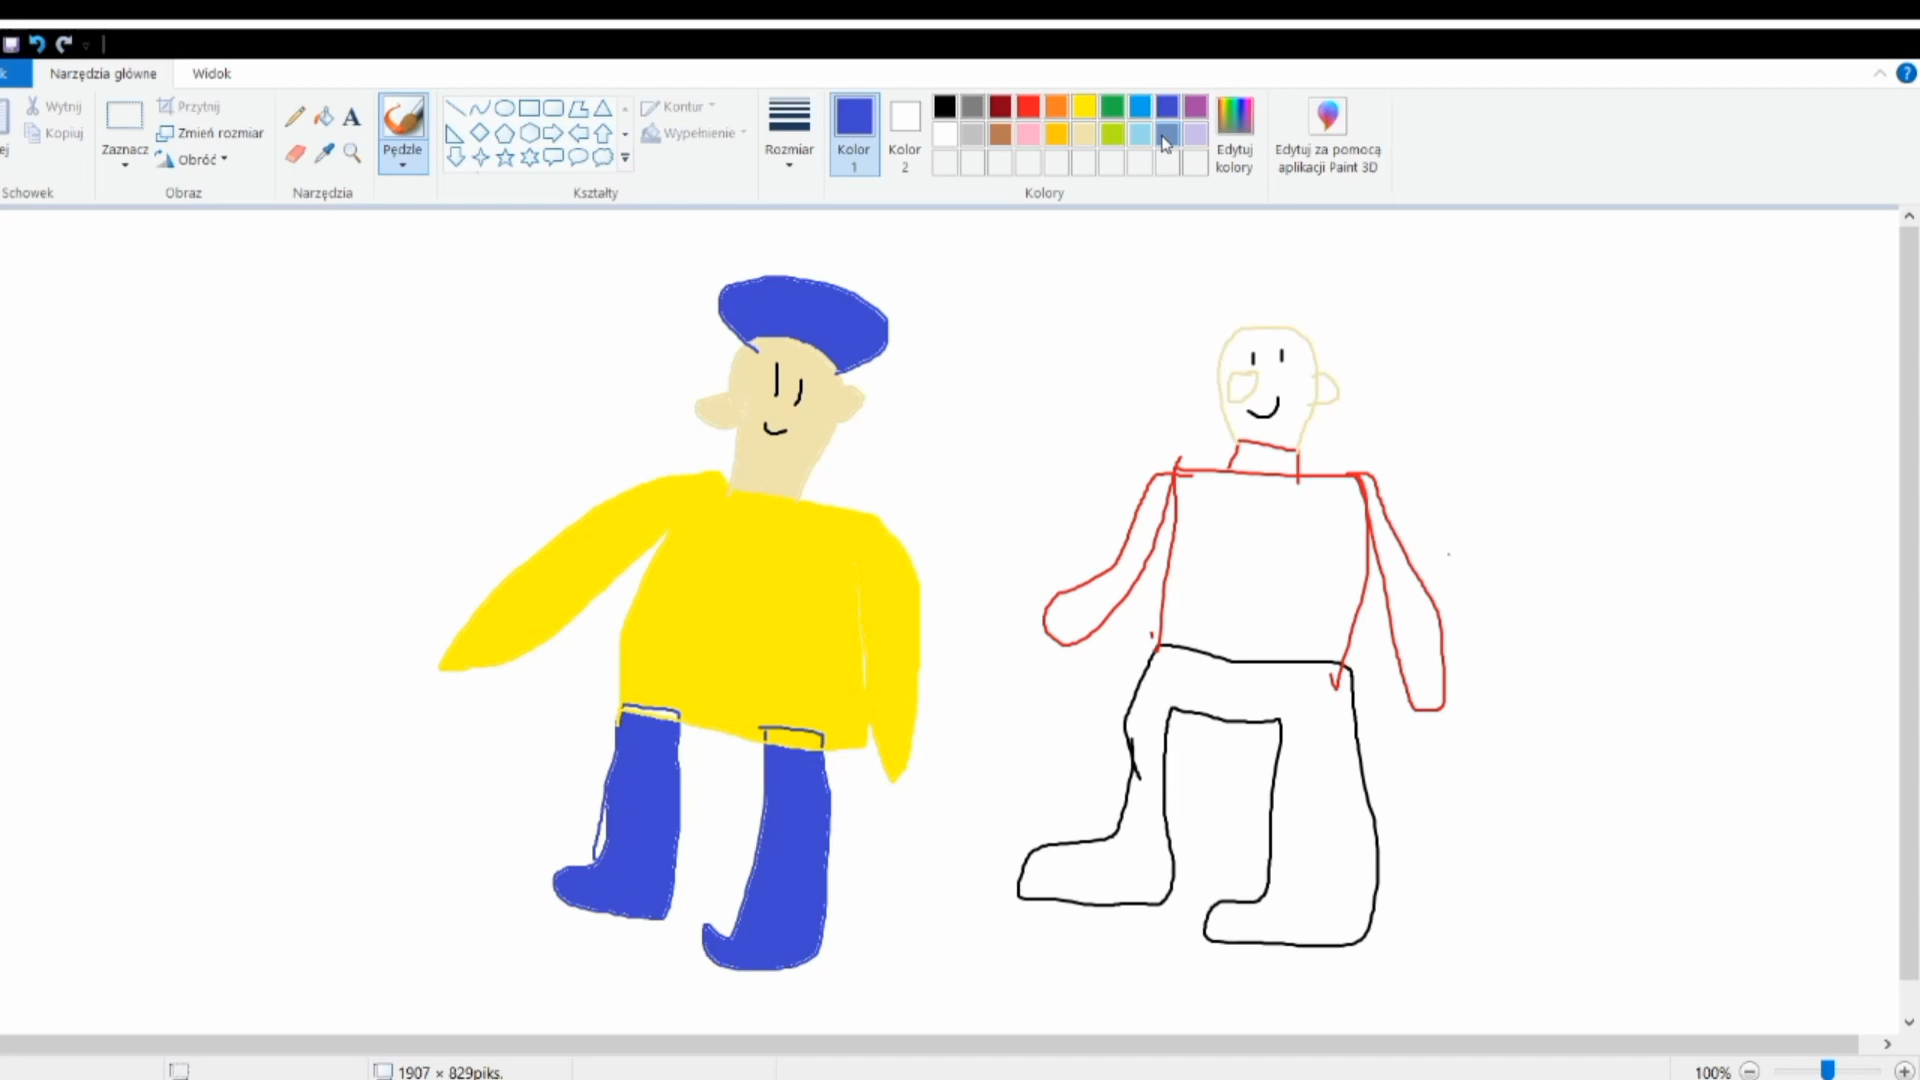 k Narzędzia główne Widok
Wytnij
Kopiuj
ej
Schowek
Zaznacz
Przytnij
Zmień rozmiar
Obróć
Obraz
A
Narzędzia
Pędzle
Kontur
Wypełnienie
Kształty
Rozmiar
Kolor
1
Kolor
2
Edytuj
kolory
Kolory
Edytuj za pomocą
aplikacji Paint 3D
?
1907 × 829piks.
100%